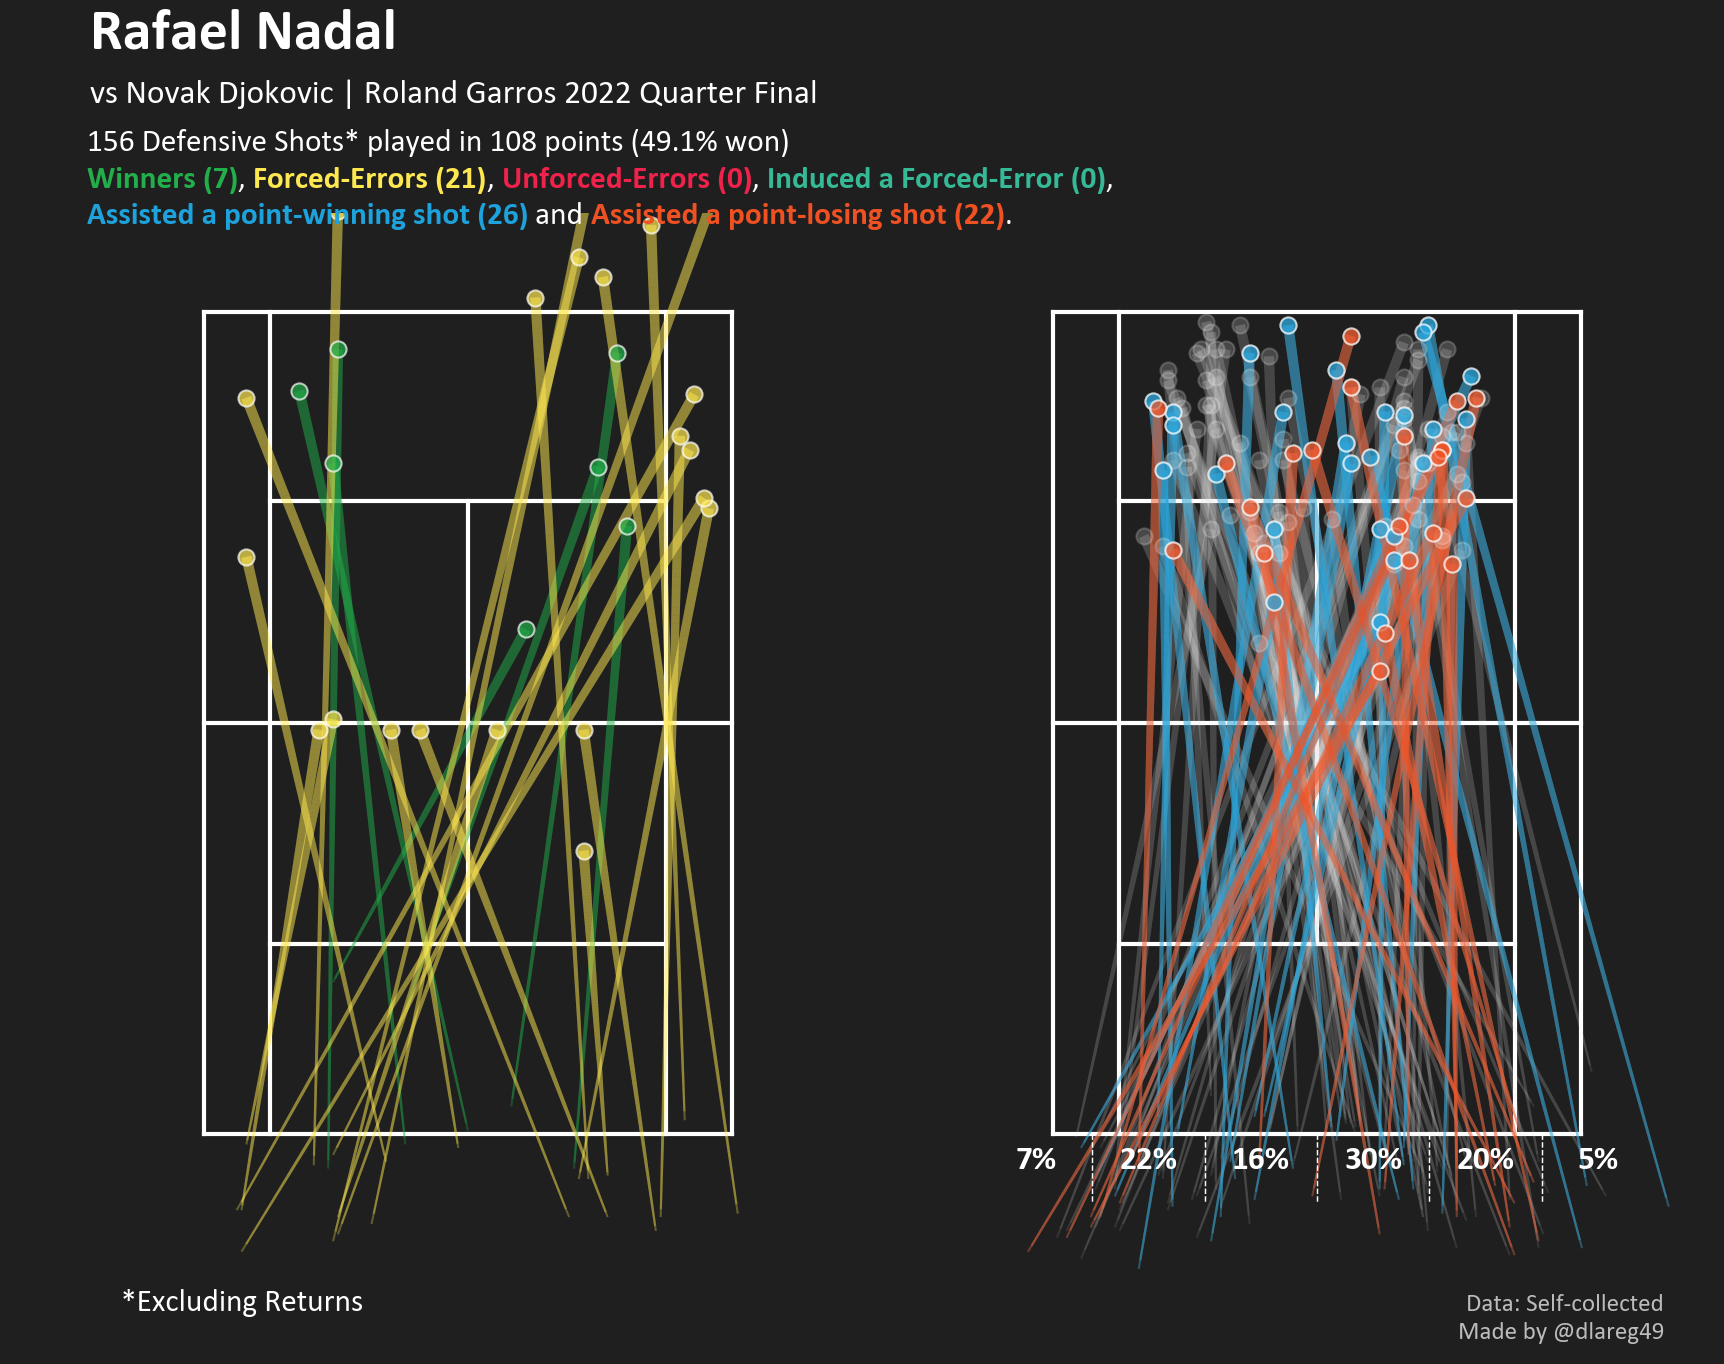 Rafael Nadal
vs Novak Djokovic | Roland Garros 2022 Quarter Final
156 Defensive Shots* played in 108 points (49.1% won)
Winners (7), Forced-Errors (21), Unforced-Errors (0), Induced a Forced-Error (0),
Assisted a point-winning shot (26) and Assisted a point-losing shot (22).
7% 22% 16% 30% 20% 5%
*Excluding Returns
Data: Self-collected
Made by @dlareg49